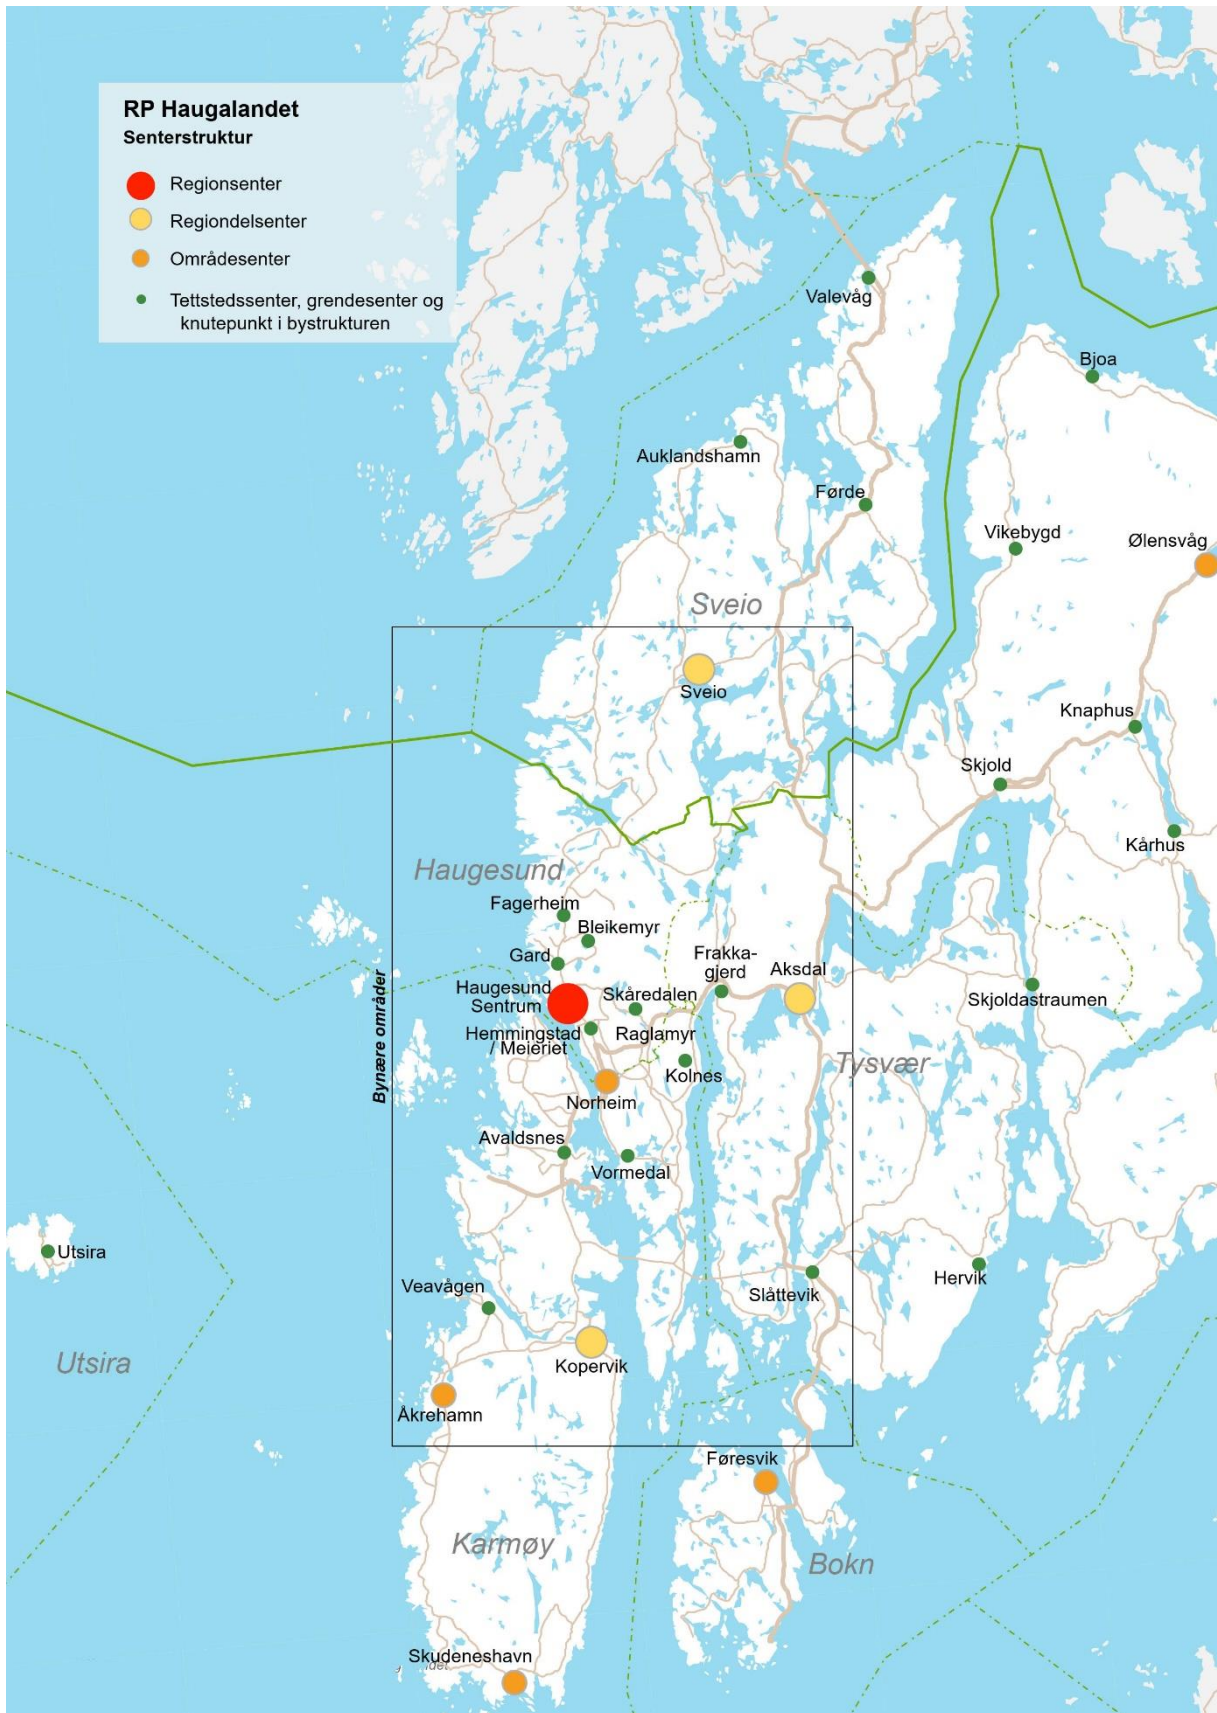 RP Haugalandet
Senterstruktur
Regionsenter
Regiondelsenter
Områdesenter
Tettstedssenter, grendesenter og
knutepunkt i bystrukturen
Valevåg
Bjoa
Auklandshamn
Førde
Vikebygd
Ølensvåg
Sveio
Sveio
Knaphus
Skjold
Kårhus
Haugesund
Fagerheim
Bleikemyr
Gard
Frakka-
gjerd
Aksdal
Haugesund
Sentrum
Skåredalen
Skjoldastraumen
Hemmingstad
/ Meieriet
Raglamyr
Bynære områder
Tysvær
Kolnes
Norheim
Avaldsnes
Vormedal
Utsira
Veavågen
Slåttevik
Hervik
Utsira
Kopervik
Åkrehamn
Føresvik
Karmøy
Bokn
Skudeneshavn